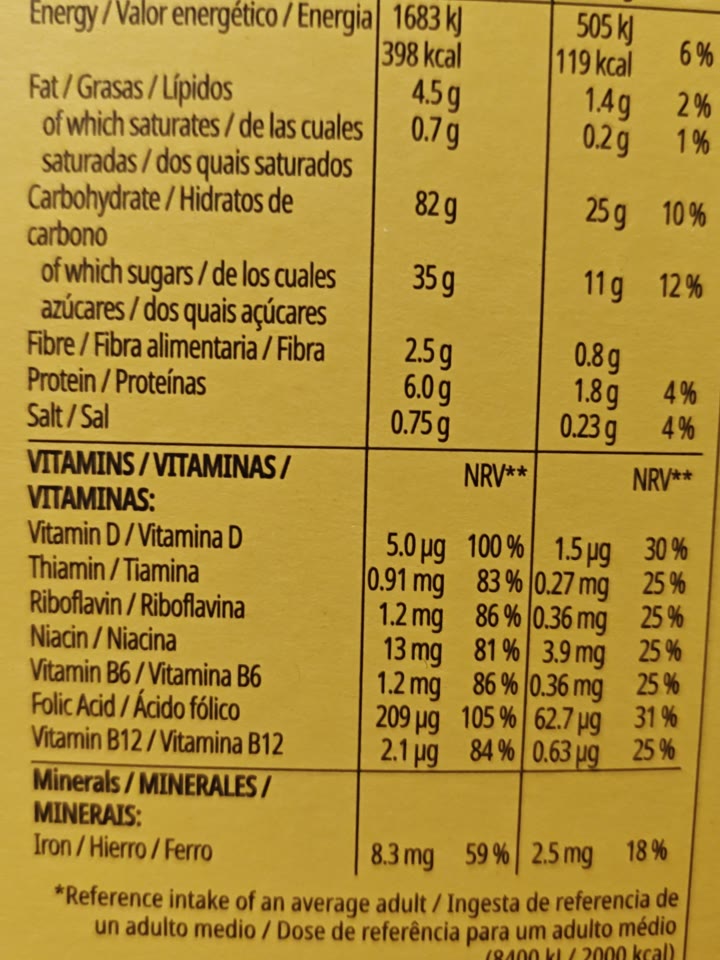 Energy / Valor energético / Energia 1683 kJ 505 kJ
398 kcal 119 kcal 6 %
Fat / Grasas / Lípidos 4.5 g 1.4 g 2 %
of which saturates / de las cuales 0.7 g 0.2 g 1 %
saturadas / dos quais saturados
Carbohydrate / Hidratos de 82 g 25 g 10 %
carbono
of which sugars / de los cuales 35 g 11 g 12 %
azúcares / dos quais açúcares
Fibre / Fibra alimentaria / Fibra 2.5 g 0.8 g
Protein / Proteínas 6.0 g 1.8 g 4 %
Salt / Sal 0.75 g 0.23 g 4 %
VITAMINS / VITAMINAS / NRV** NRV**
VITAMINAS:
Vitamin D / Vitamina D 5.0 µg 100 % 1.5 µg 30 %
Thiamin / Tiamina 0.91 mg 83 % 0.27 mg 25 %
Riboflavin / Riboflavina 1.2 mg 86 % 0.36 mg 25 %
Niacin / Niacina 13 mg 81 % 3.9 mg 25 %
Vitamin B6 / Vitamina B6 1.2 mg 86 % 0.36 mg 25 %
Folic Acid / Ácido fólico 209 µg 105 % 62.7 µg 31 %
Vitamin B12 / Vitamina B12 2.1 µg 84 % 0.63 µg 25 %
Minerals / MINERALES /
MINERAIS:
Iron / Hierro / Ferro 8.3 mg 59 % 2.5 mg 18 %
*Reference intake of an average adult / Ingesta de referencia de
un adulto medio / Dose de referência para um adulto médio
(8400 kJ / 2000 kcal)